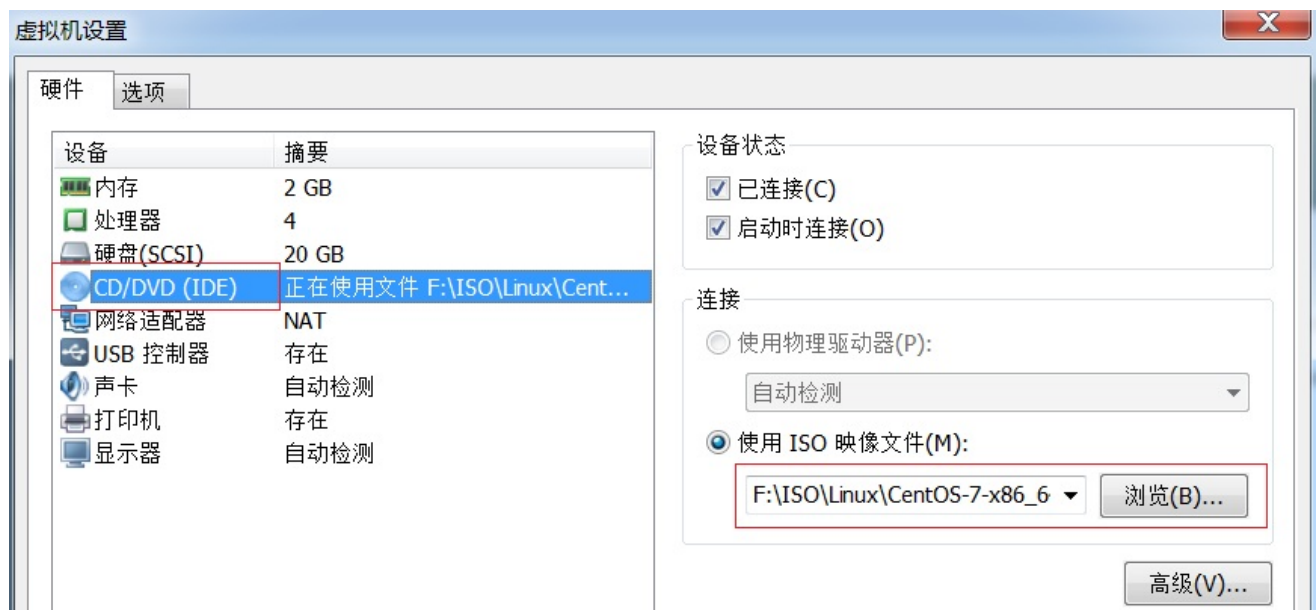 虚拟机设置
硬件 选项
设备 摘要
内存 2 GB
处理器 4
硬盘(SCSI) 20 GB
CD/DVD (IDE) 正在使用文件 F:\ISO\Linux\Cent...
网络适配器 NAT
USB 控制器 存在
声卡 自动检测
打印机 存在
显示器 自动检测
设备状态
已连接(C)
启动时连接(O)
连接
使用物理驱动器(P):
自动检测
使用 ISO 映像文件(M):
F:\ISO\Linux\CentOS-7-x86_6 浏览(B)...
高级(V)...